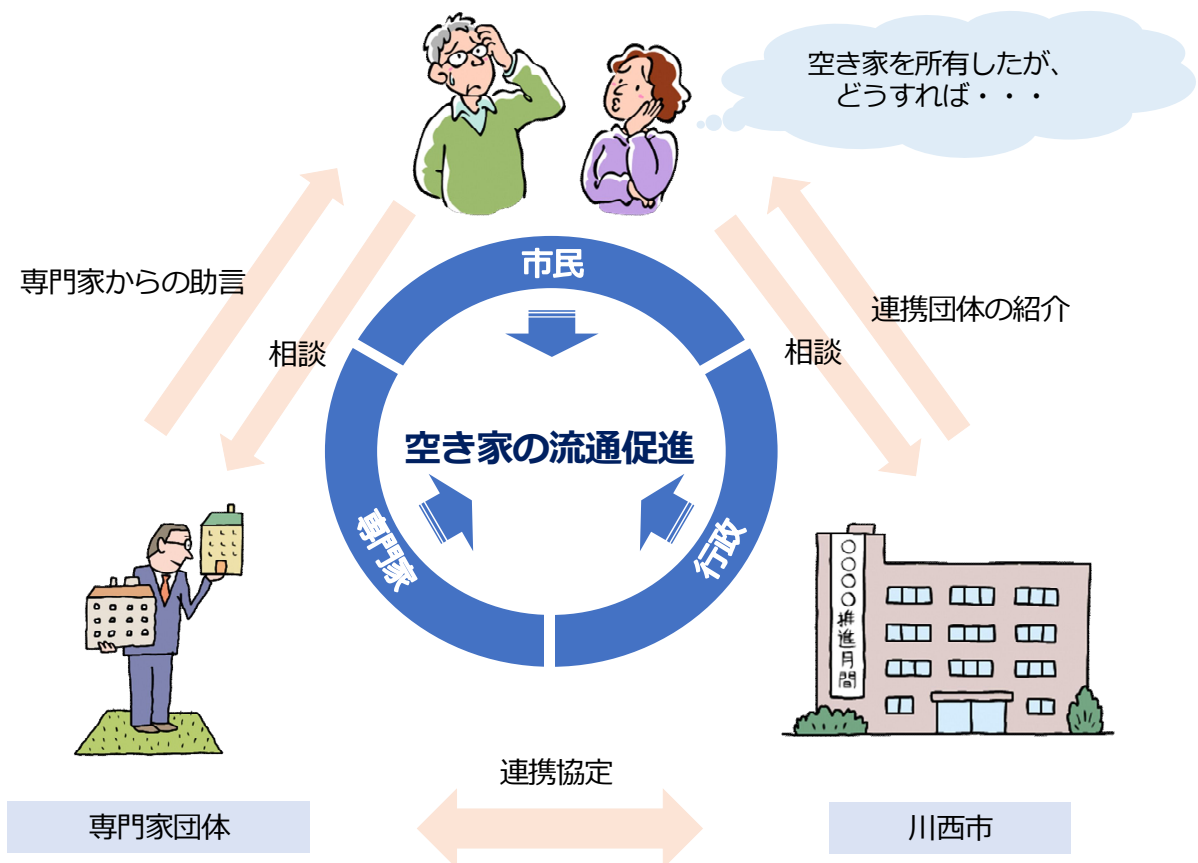 空き家を所有したが、
どうすれば・・・
専門家からの助言
相談
市民
連携団体の紹介
相談
空き家の流通促進
専門家
行政
○○○○推進月間
連携協定
専門家団体
川西市